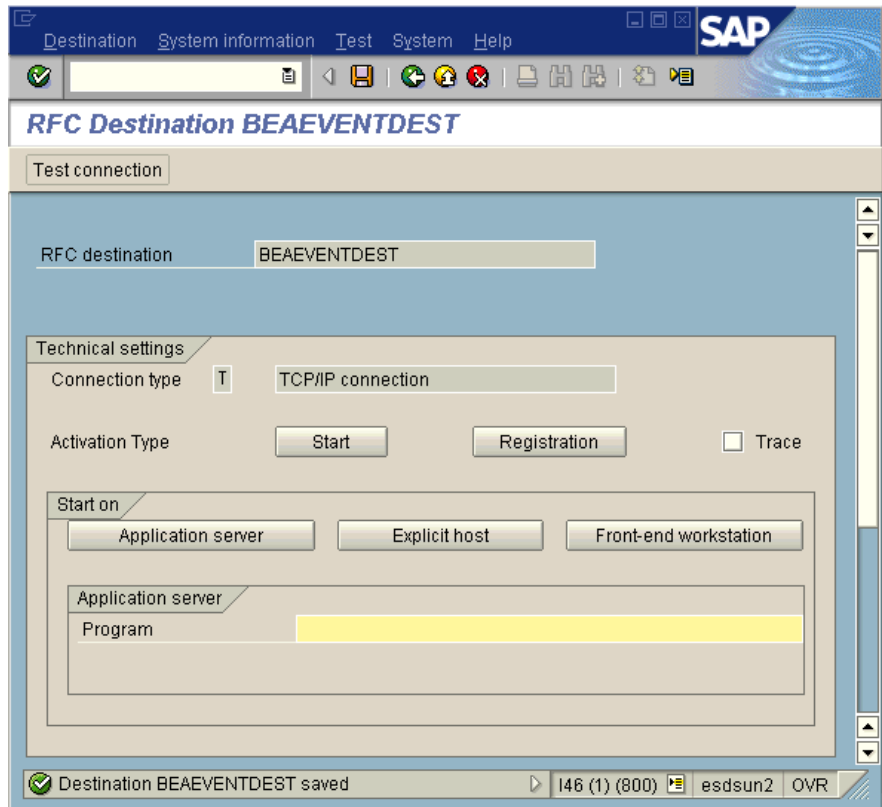 Destination System information Test System Help
SAP
RFC Destination BEAEVENTDEST
Test connection
RFC destination BEAEVENTDEST
Technical settings
Connection type T TCP/IP connection
Activation Type Start Registration Trace
Start on
Application server Explicit host Front-end workstation
Application server
Program
Destination BEAEVENTDEST saved I46 (1) (800) esdsun2 OVR